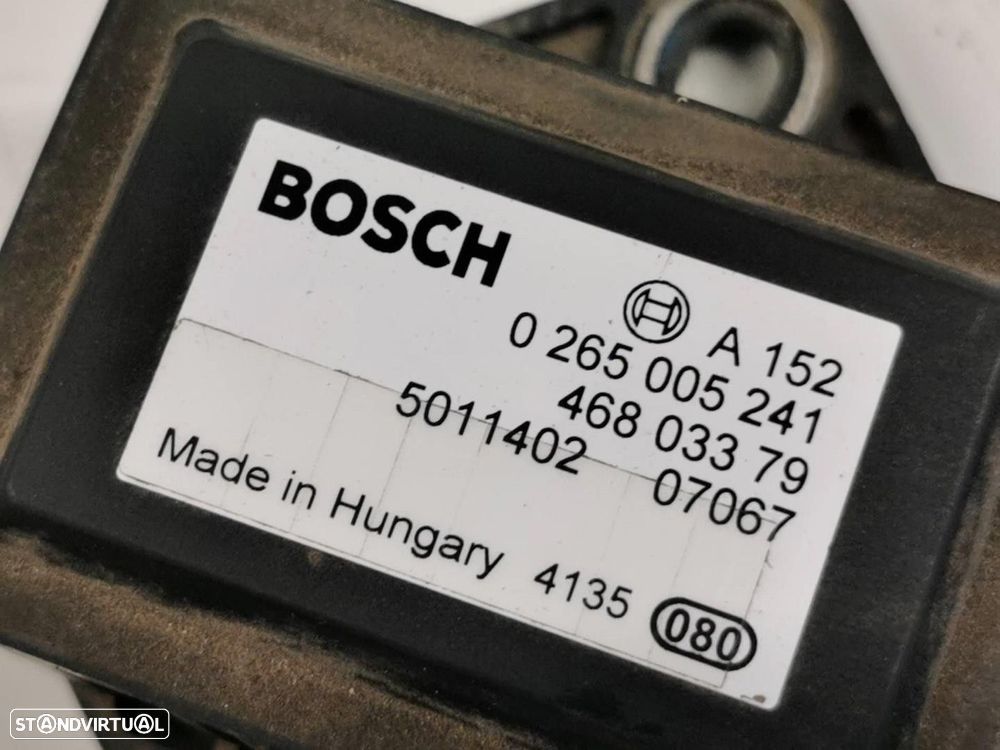 BOSCH
A 152
0 265 005 241
468 033 79
5011402 07067
Made in Hungary 4135 080
STANDVIRTUAL